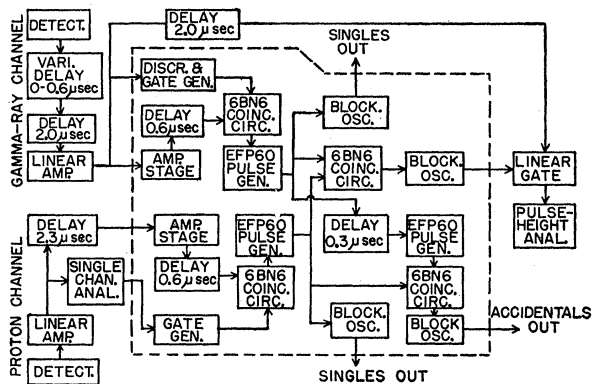 GAMMA-RAY CHANNEL
DETECT.
VARI.
DELAY
0-0.6μsec
DELAY
2.0μsec
LINEAR
AMP.
DELAY
2.0μsec
DISCR. &
GATE GEN.
DELAY
0.6μsec
AMP.
STAGE
6BN6
COINC.
CIRC.
EFP60
PULSE
GEN.
SINGLES
OUT
BLOCK.
OSC.
6BN6
COINC.
CIRC.
BLOCK.
OSC.
LINEAR
GATE
PULSE-
HEIGHT
ANAL.
PROTON CHANNEL
DELAY
2.3μsec
SINGLE
CHAN.
ANAL.
LINEAR
AMP.
DETECT.
AMP.
STAGE
DELAY
0.6μsec
GATE
GEN.
EFP60
PULSE
GEN.
6BN6
COINC.
CIRC.
DELAY
0.3μsec
EFP60
PULSE
GEN.
6BN6
COINC.
CIRC.
BLOCK.
OSC.
BLOCK.
OSC.
ACCIDENTALS
OUT
SINGLES OUT